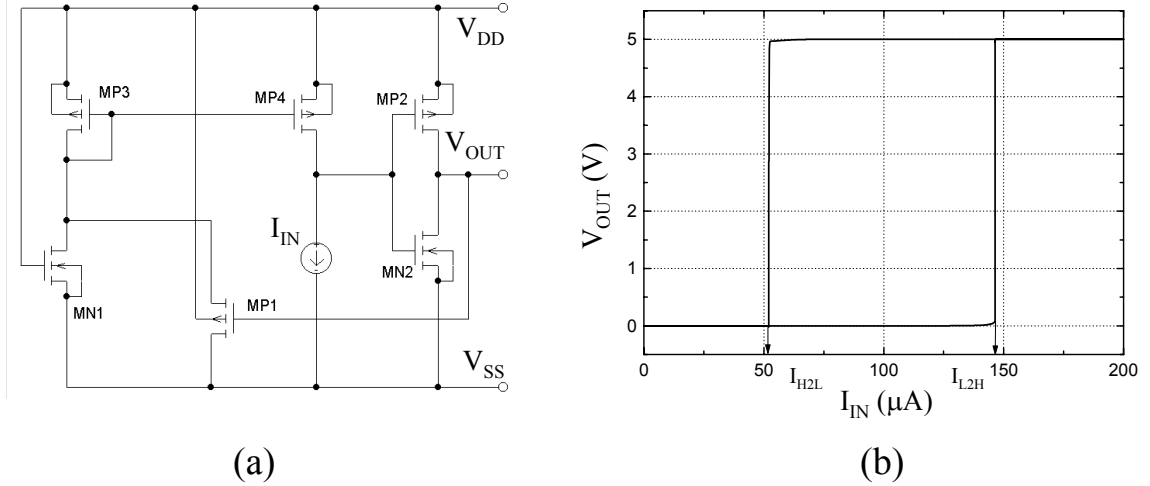 V_DD
MP3
MP4
MP2
V_OUT
I_IN
MN1
MP1
MN2
V_SS
(a)
V_OUT (V)
5
4
3
2
1
0
0 50 100 150 200
I_H2L I_L2H
I_IN (μA)
(b)